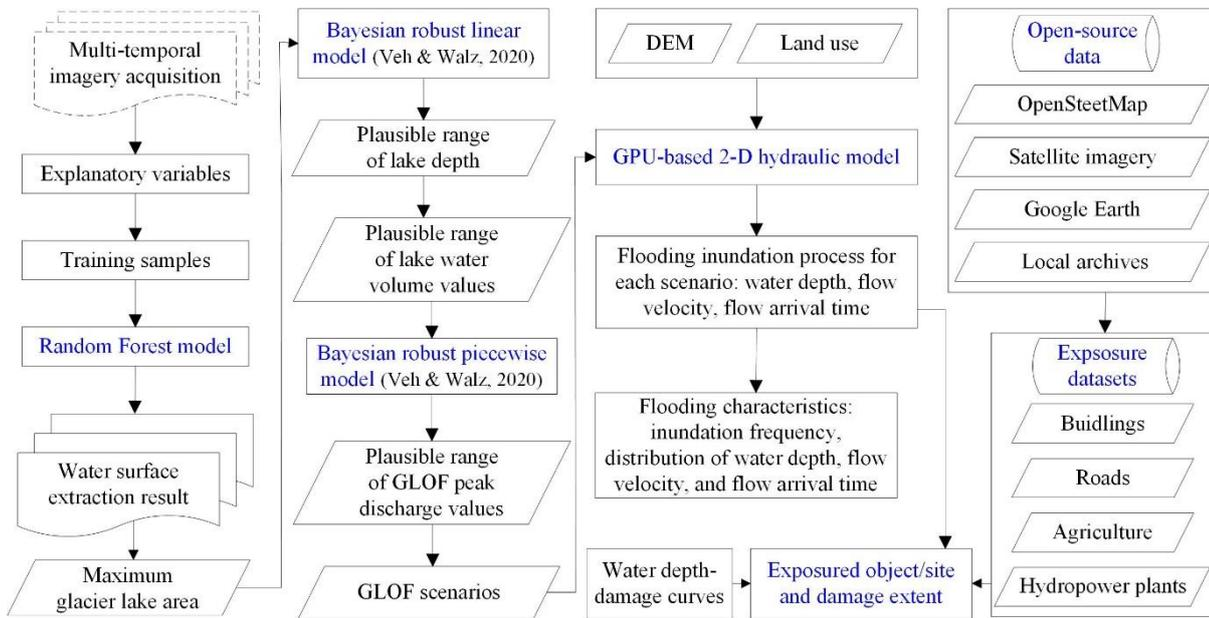 Multi-temporal
imagery acquisition
Explanatory variables
Training samples
Random Forest model
Water surface
extraction result
Maximum
glacier lake area
Bayesian robust linear
model (Veh & Walz, 2020)
Plausible range
of lake depth
Plausible range
of lake water
volume values
Bayesian robust piecewise
model (Veh & Walz, 2020)
Plausible range
of GLOF peak
discharge values
GLOF scenarios
DEM
Land use
GPU-based 2-D hydraulic model
Flooding inundation process for
each scenario: water depth, flow
velocity, flow arrival time
Flooding characteristics:
inundation frequency,
distribution of water depth, flow
velocity, and flow arrival time
Water depth-
damage curves
Exposured object/site
and damage extent
Open-source
data
OpenSteetMap
Satellite imagery
Google Earth
Local archives
Expsosure
datasets
Buidlings
Roads
Agriculture
Hydropower plants